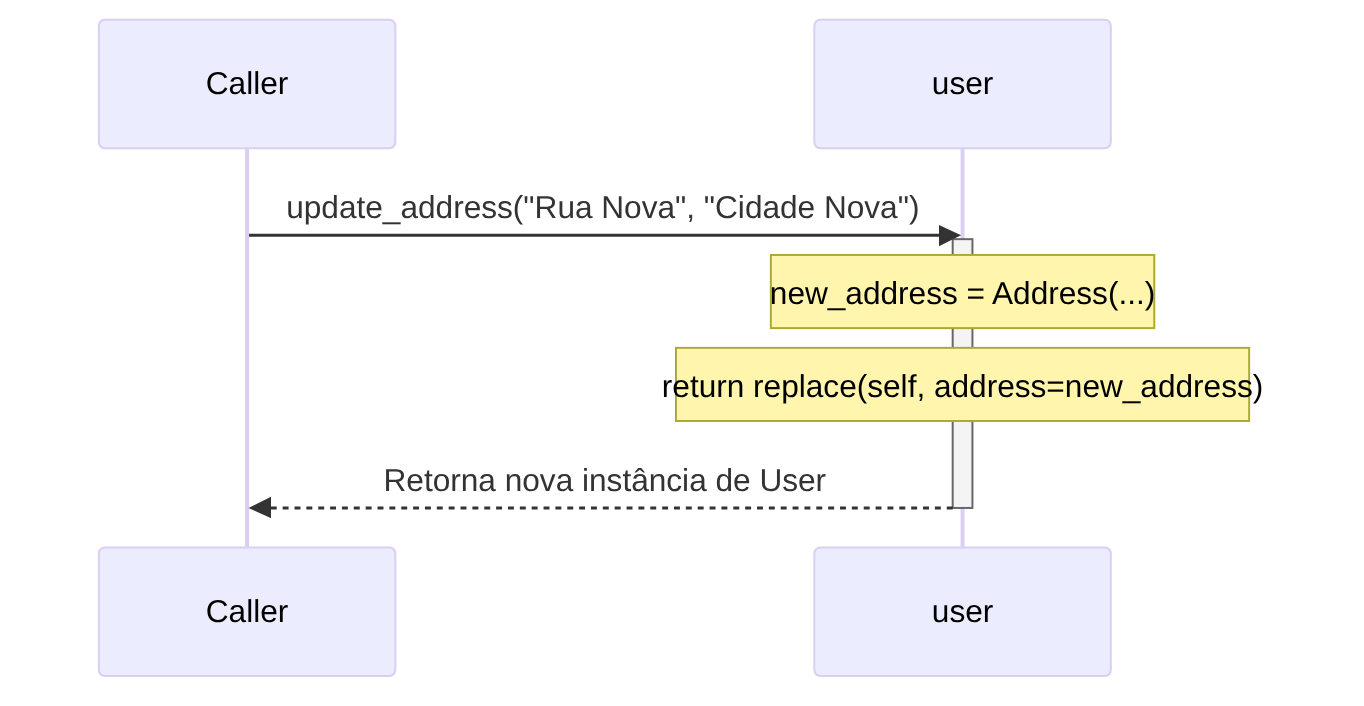 Caller
user
update_address("Rua Nova", "Cidade Nova")
new_address = Address(...)
return replace(self, address=new_address)
Retorna nova instância de User
Caller
user